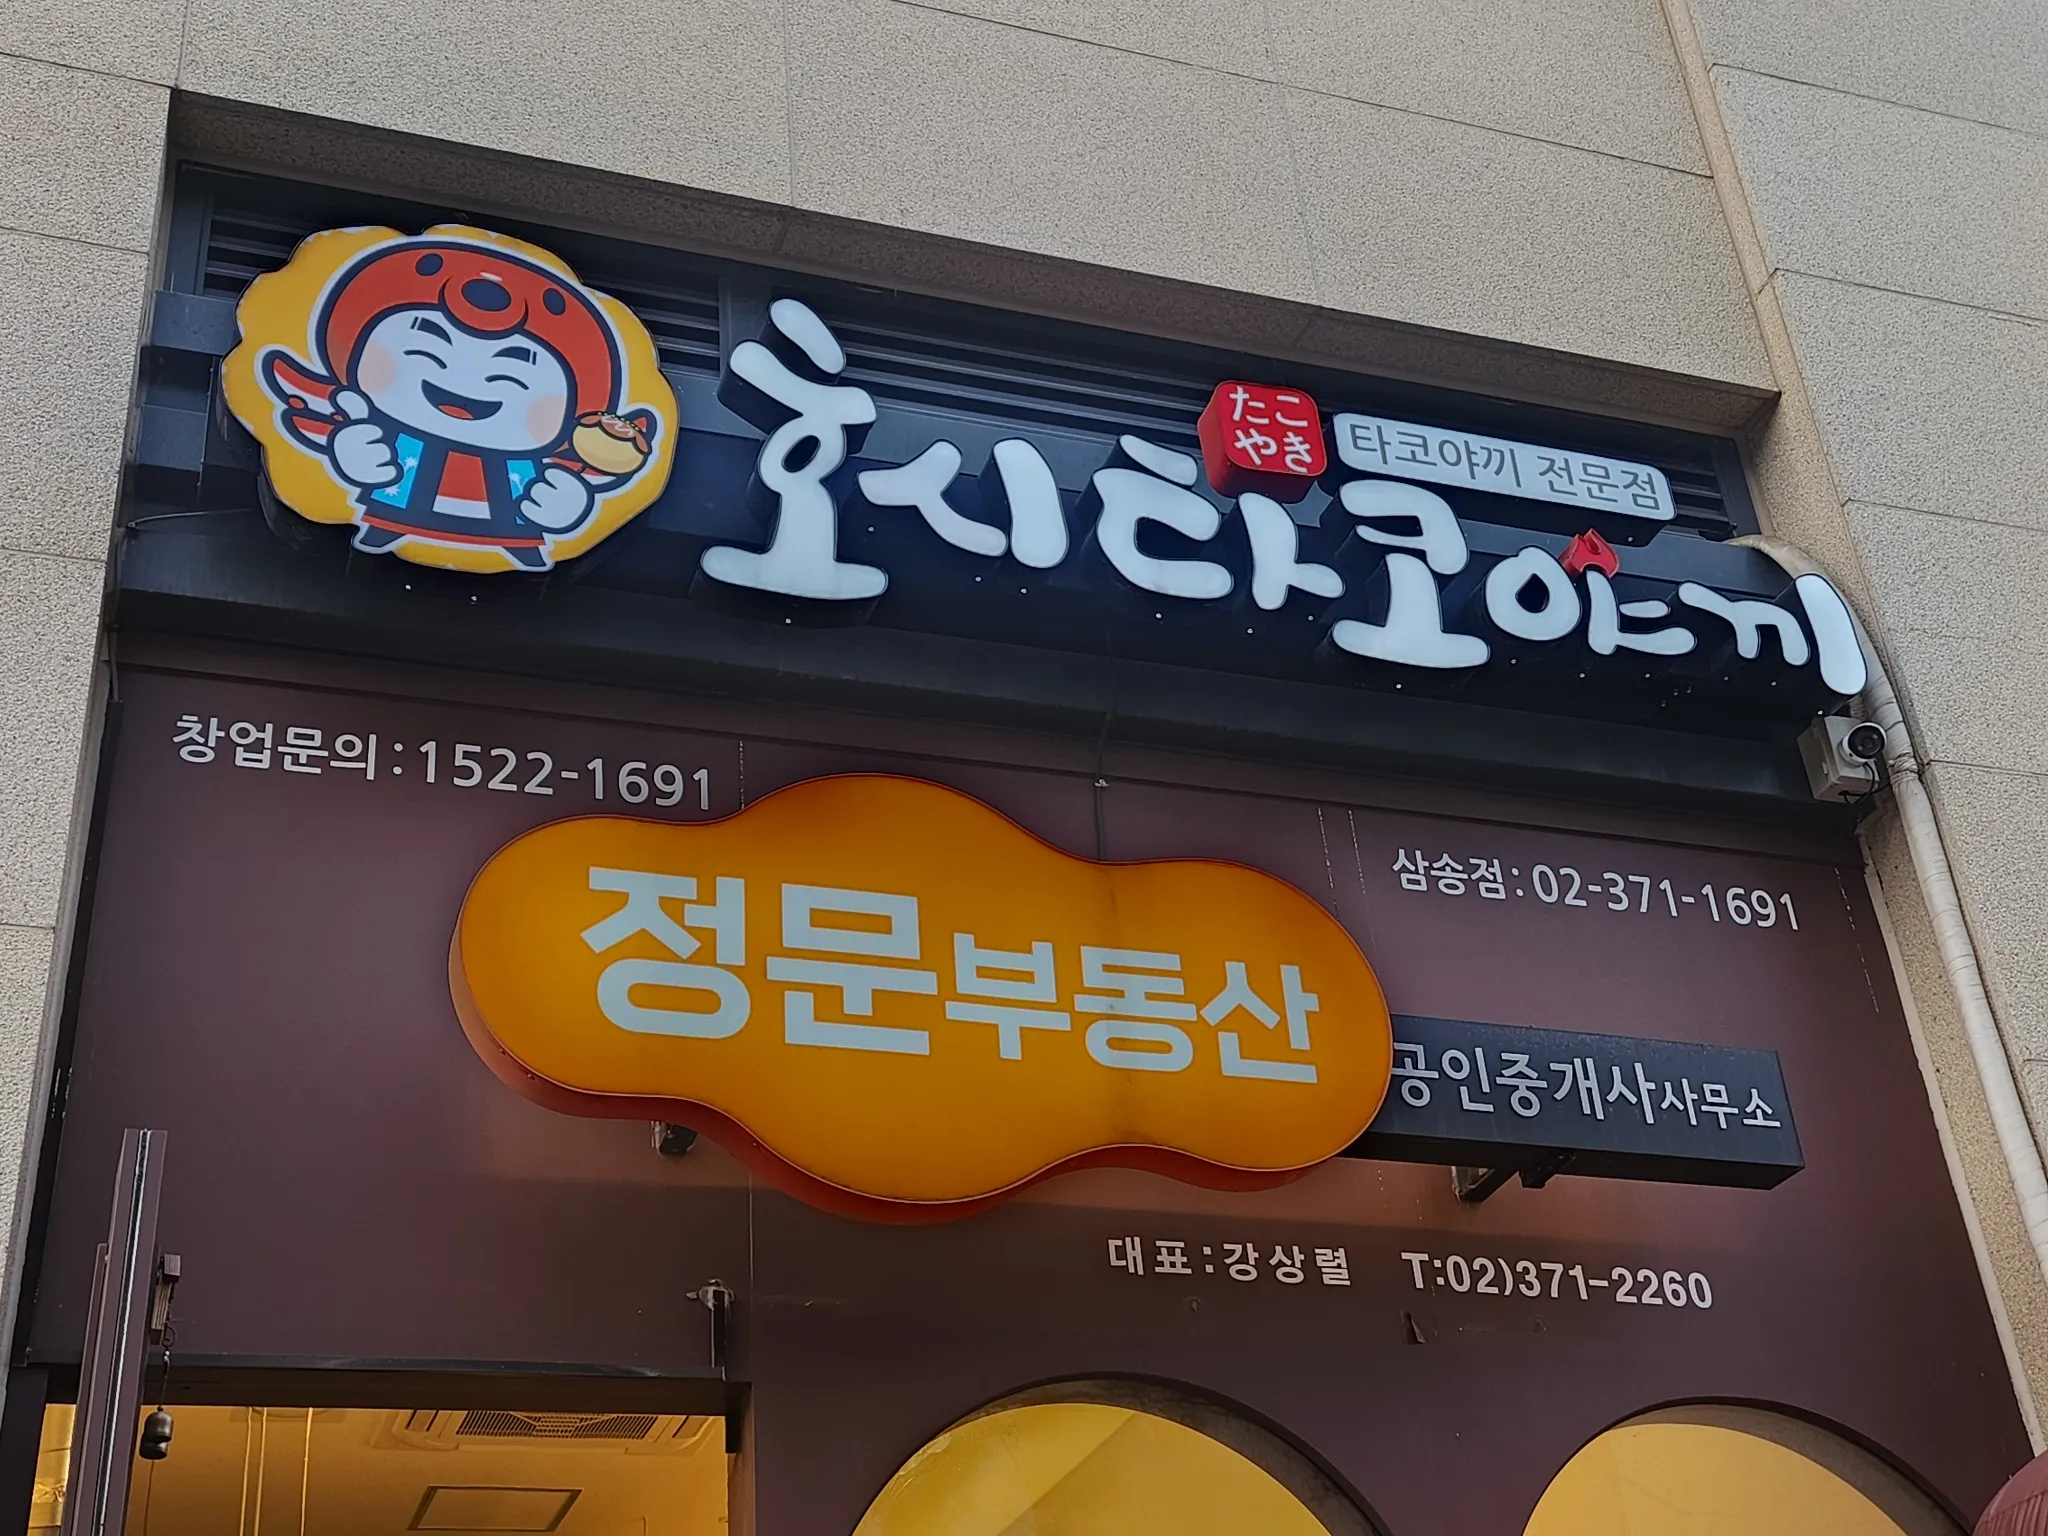 たこ
やき
타코야끼 전문점
호시타코야끼
창업문의:1522-1691
삼송점:02-371-1691
정문부동산
공인중개사사무소
대표:강상렬 T:02)371-2260